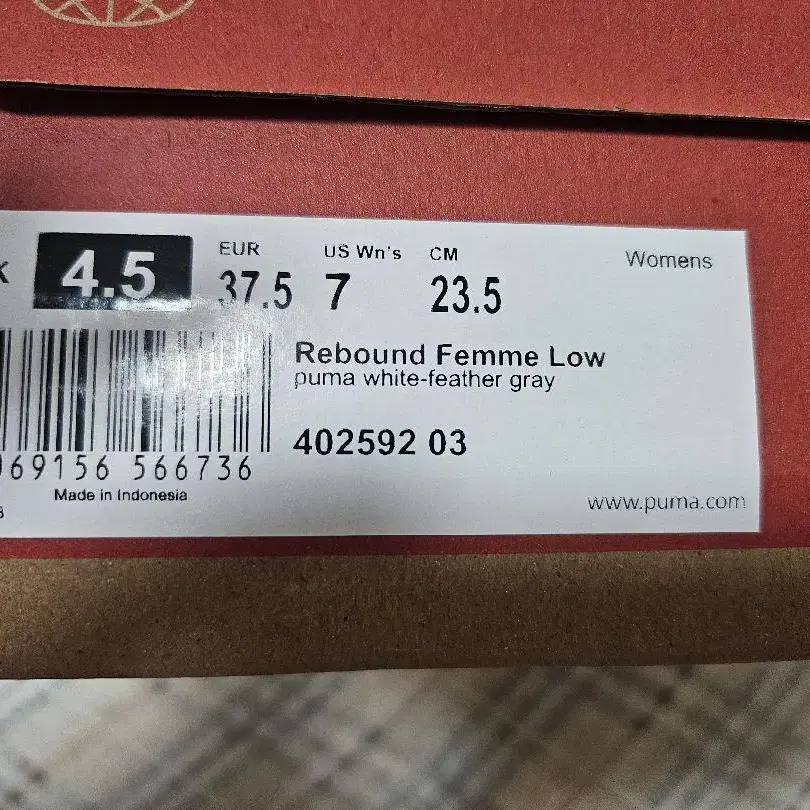 4.5
EUR
37.5
US Wn's
7
CM
23.5
Womens
Rebound Femme Low
puma white-feather gray
402592 03
69156 566736
Made in Indonesia
www.puma.com